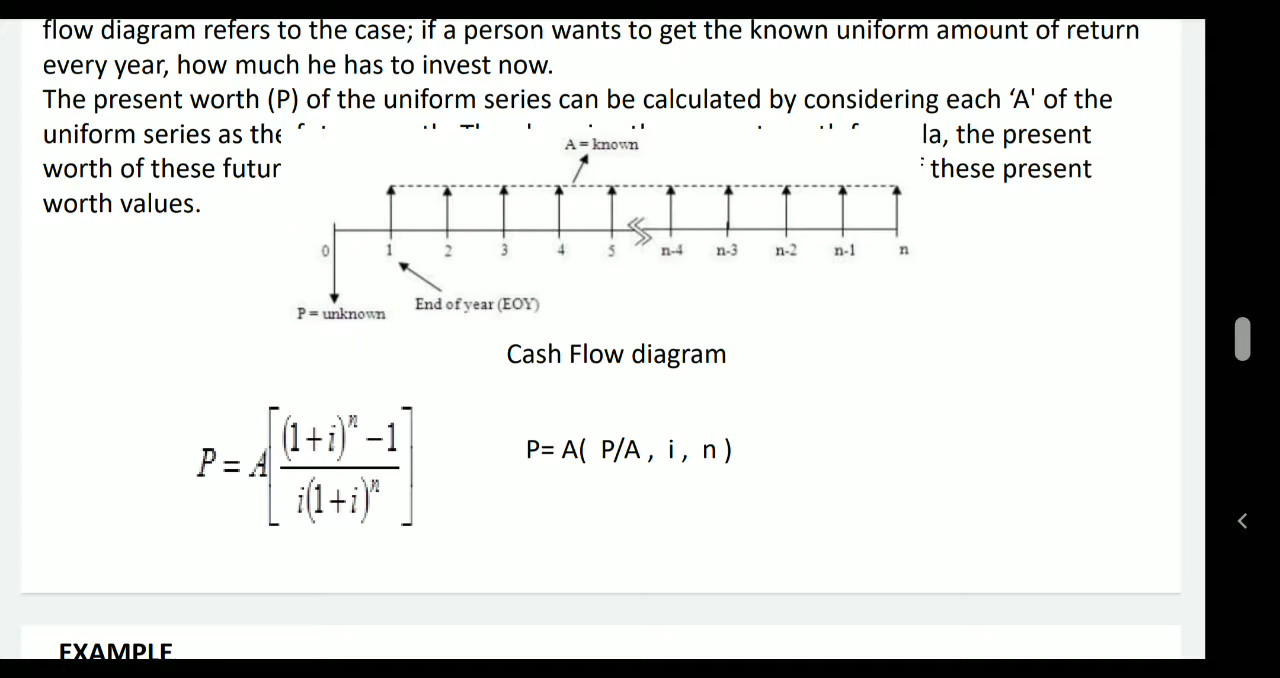 flow diagram refers to the case; if a person wants to get the known uniform amount of return
every year, how much he has to invest now.
The present worth (P) of the uniform series can be calculated by considering each ‘A' of the
uniform series as the la, the present
worth of these futur these present
worth values.
A = known
0 1 2 3 4 5 n-4 n-3 n-2 n-1 n
P = unknown
End of year (EOY)
Cash Flow diagram
P = A[((1+i)^n −1)/(i(1+i)^n)]
P= A( P/A , i , n )
EXAMPLE